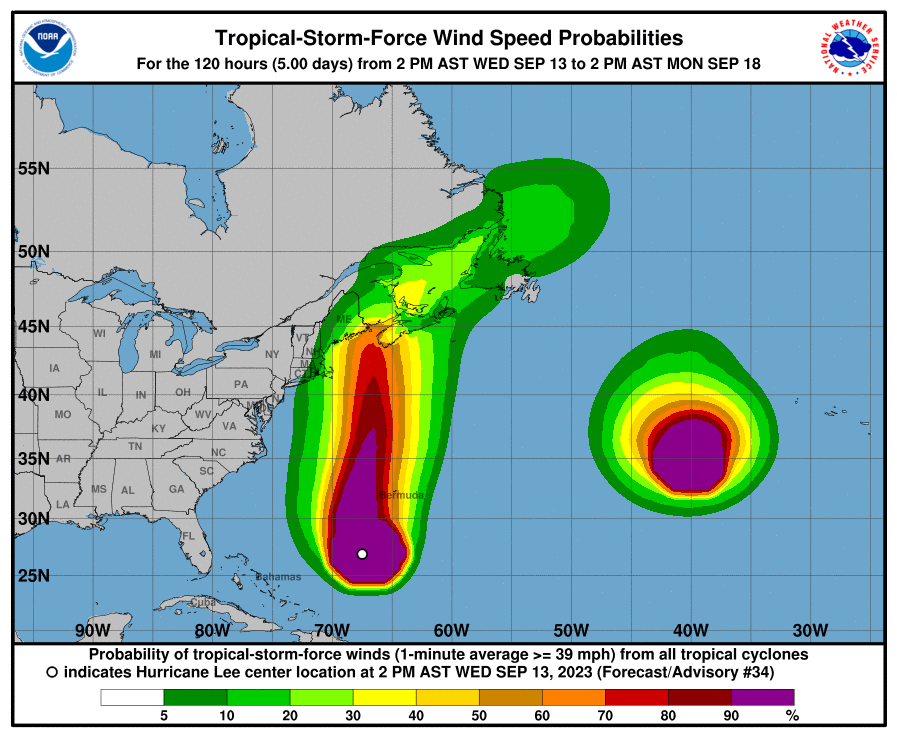 Tropical-Storm-Force Wind Speed Probabilities
For the 120 hours (5.00 days) from 2 PM AST WED SEP 13 to 2 PM AST MON SEP 18
NOAA
NATIONAL WEATHER SERVICE
55N
50N
45N
40N
35N
30N
25N
90W
80W
70W
60W
50W
40W
30W
WI
MI
IA
IL
IN
OH
PA
NY
VT
ME
CT
MO
KY
WV
VA
TN
NC
AR
SC
MS
AL
GA
LA
FL
Bermuda
Bahamas
Cuba
Probability of tropical-storm-force winds (1-minute average >= 39 mph) from all tropical cyclones
indicates Hurricane Lee center location at 2 PM AST WED SEP 13, 2023 (Forecast/Advisory #34)
5 10 20 30 40 50 60 70 80 90 %